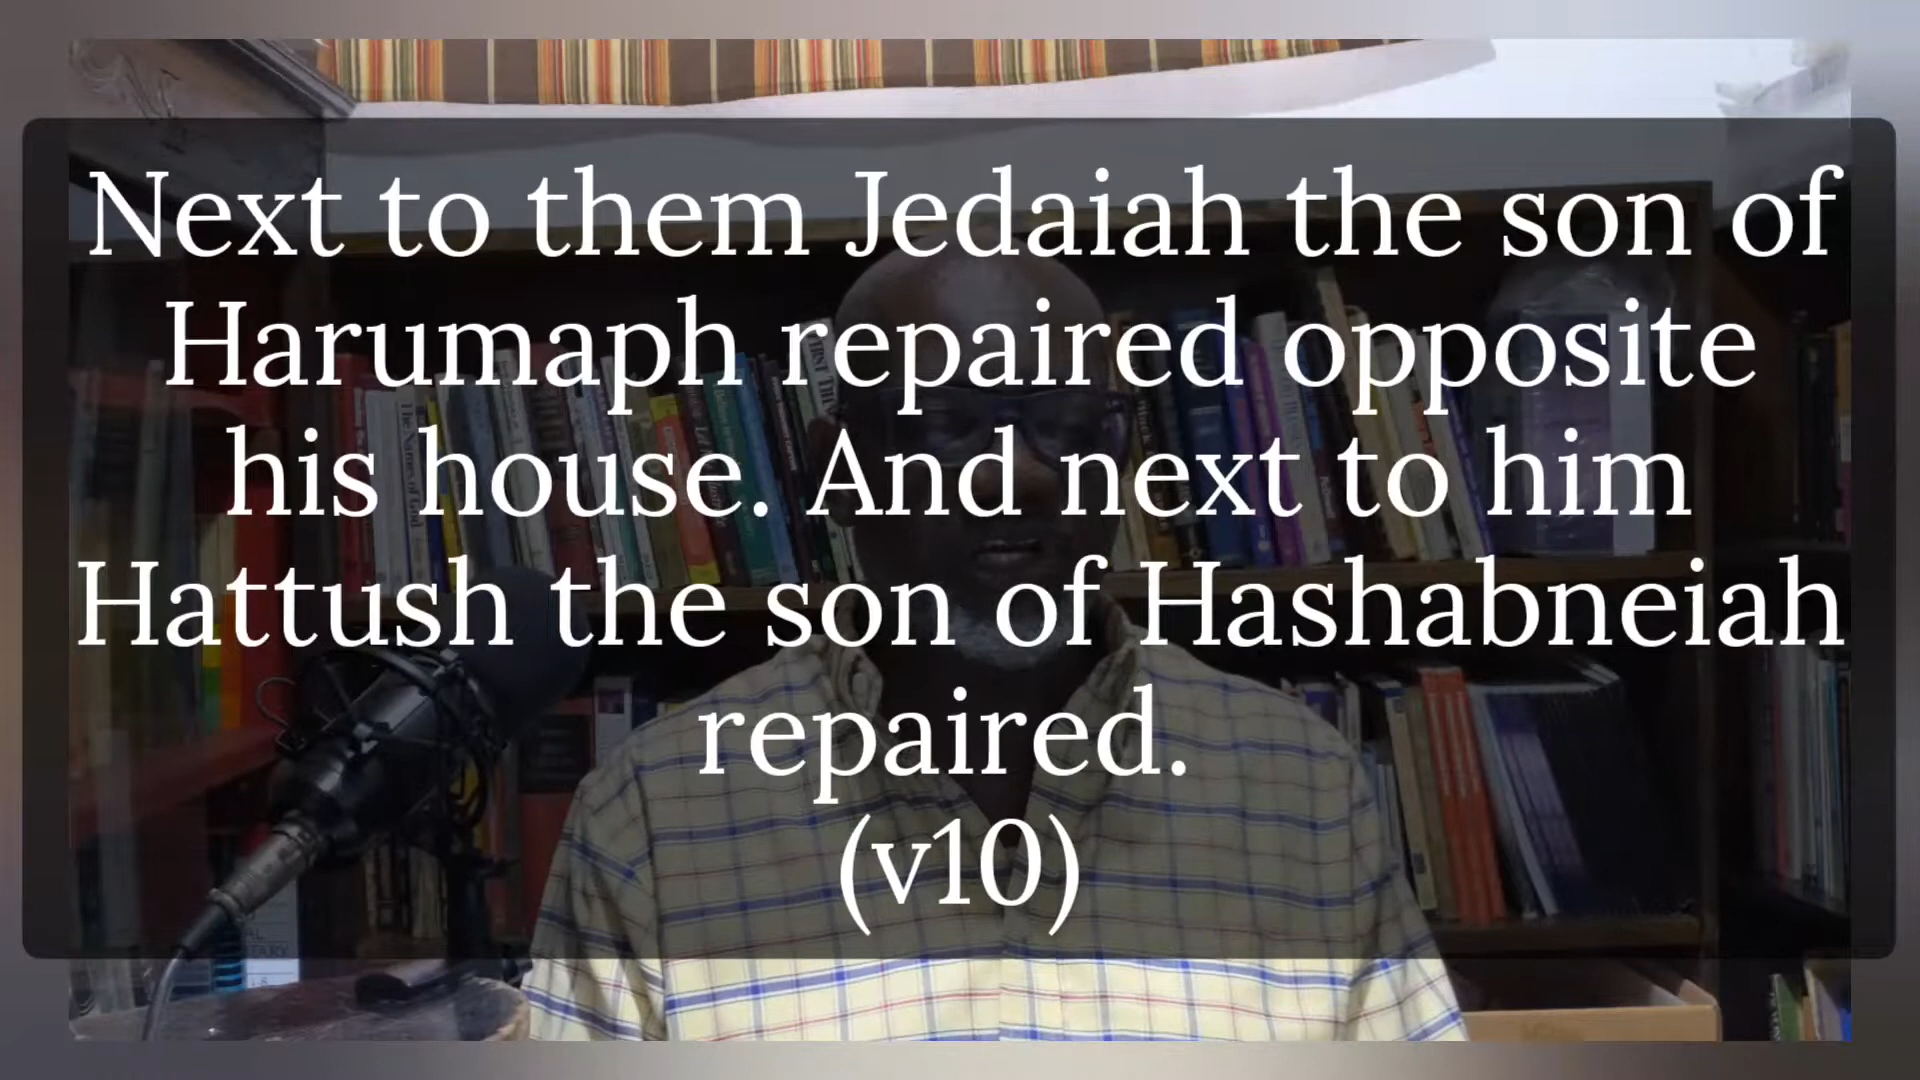 Next to them Jedaiah the son of
Harumaph repaired opposite
his house. And next to him
Hattush the son of Hashabneiah
repaired.
(v10)